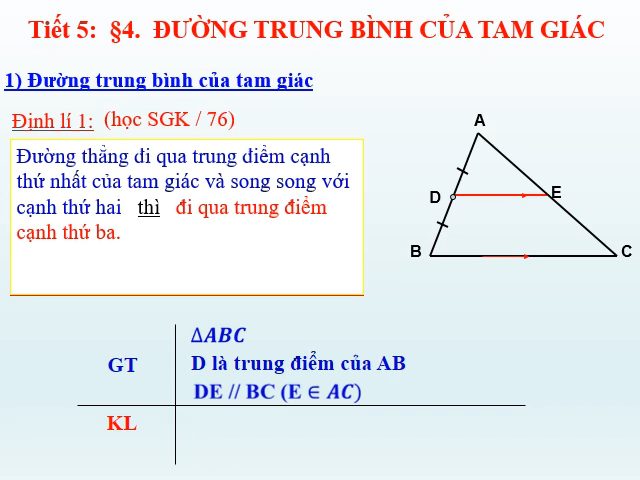 Tiết 5: §4. ĐƯỜNG TRUNG BÌNH CỦA TAM GIÁC
1) Đường trung bình của tam giác
Định lí 1: (học SGK / 76)
Đường thẳng đi qua trung điểm cạnh
thứ nhất của tam giác và song song với
cạnh thứ hai thì đi qua trung điểm
cạnh thứ ba.
A
D
E
B
C
GT
ΔABC
D là trung điểm của AB
DE // BC (E ∈ AC)
KL